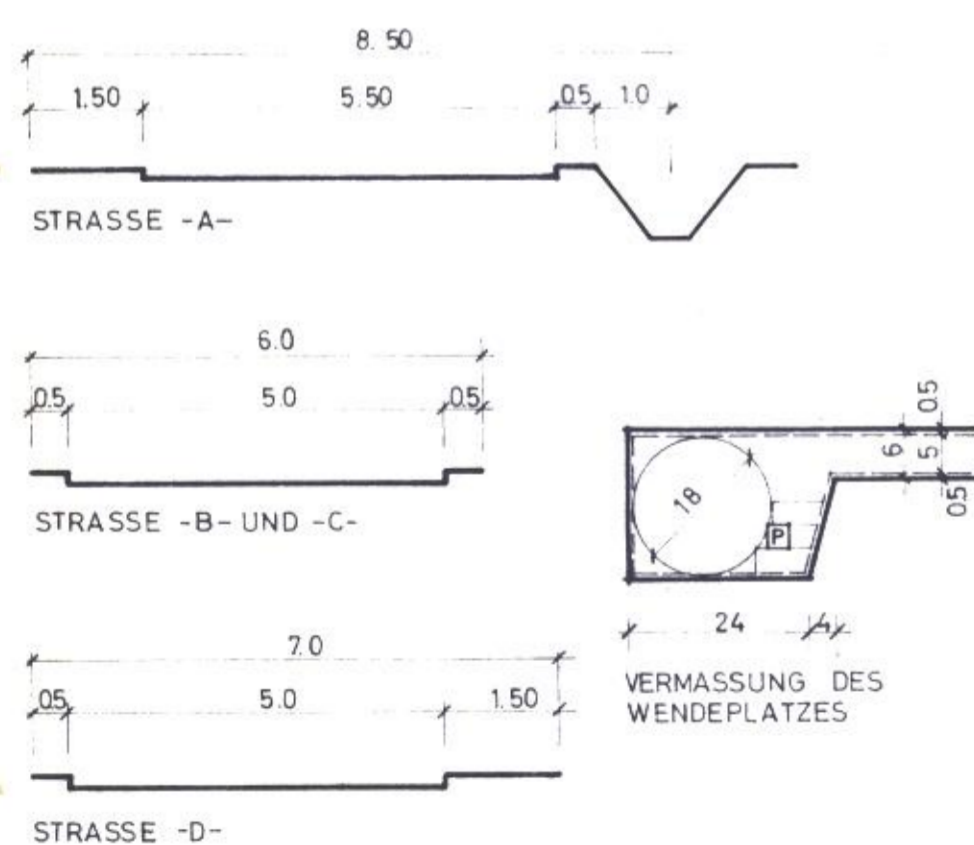 8.50
1.50 5.50 0.5 1.0
STRASSE -A-
6.0
0.5 5.0 0.5
STRASSE -B- UND -C-
0.5
6 5
0.5
18
P
24 4
VERMASSUNG DES
WENDEPLATZES
7.0
0.5 5.0 1.50
STRASSE -D-